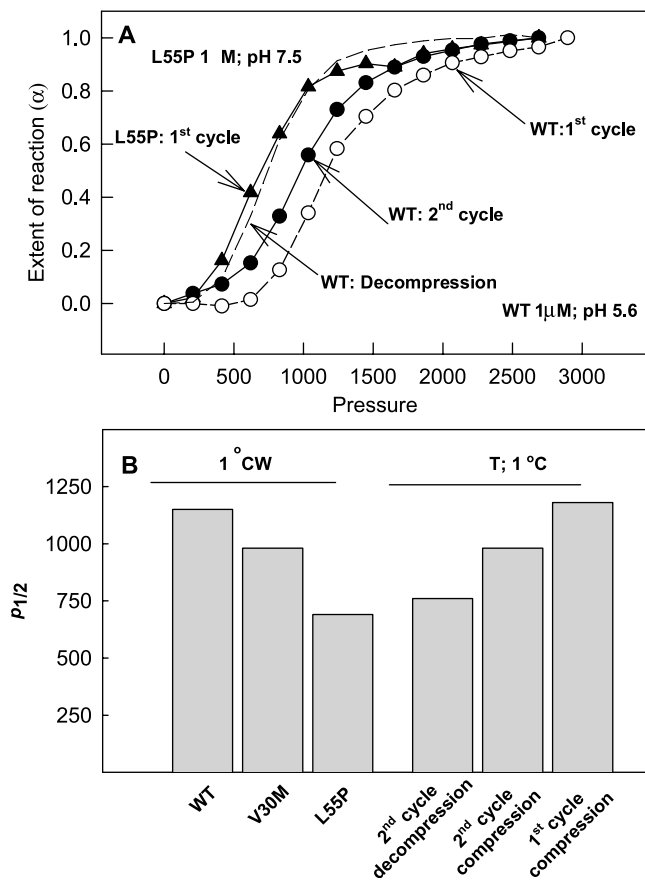 A
L55P 1 M; pH 7.5
L55P: 1st cycle
WT:1st cycle
WT: 2nd cycle
WT: Decompression
WT 1μM; pH 5.6
Extent of reaction (α)
1.0
0.8
0.6
0.4
0.2
0.0
0 500 1000 1500 2000 2500 3000
Pressure
B
1 °CW
T; 1 °C
p1/2
1250
1000
750
500
250
WT
V30M
L55P
2nd cycle
decompression
2nd cycle
compression
1st cycle
compression